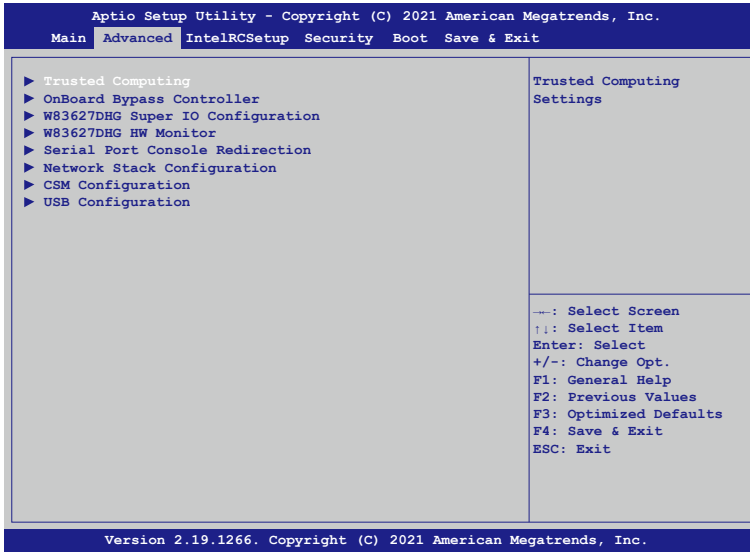 Aptio Setup Utility - Copyright (C) 2021 American Megatrends, Inc.
Main Advanced IntelRCSetup Security Boot Save & Exit
▶ Trusted Computing
▶ OnBoard Bypass Controller
▶ W83627DHG Super IO Configuration
▶ W83627DHG HW Monitor
▶ Serial Port Console Redirection
▶ Network Stack Configuration
▶ CSM Configuration
▶ USB Configuration
Trusted Computing
Settings
→←: Select Screen
↑↓: Select Item
Enter: Select
+/-: Change Opt.
F1: General Help
F2: Previous Values
F3: Optimized Defaults
F4: Save & Exit
ESC: Exit
Version 2.19.1266. Copyright (C) 2021 American Megatrends, Inc.